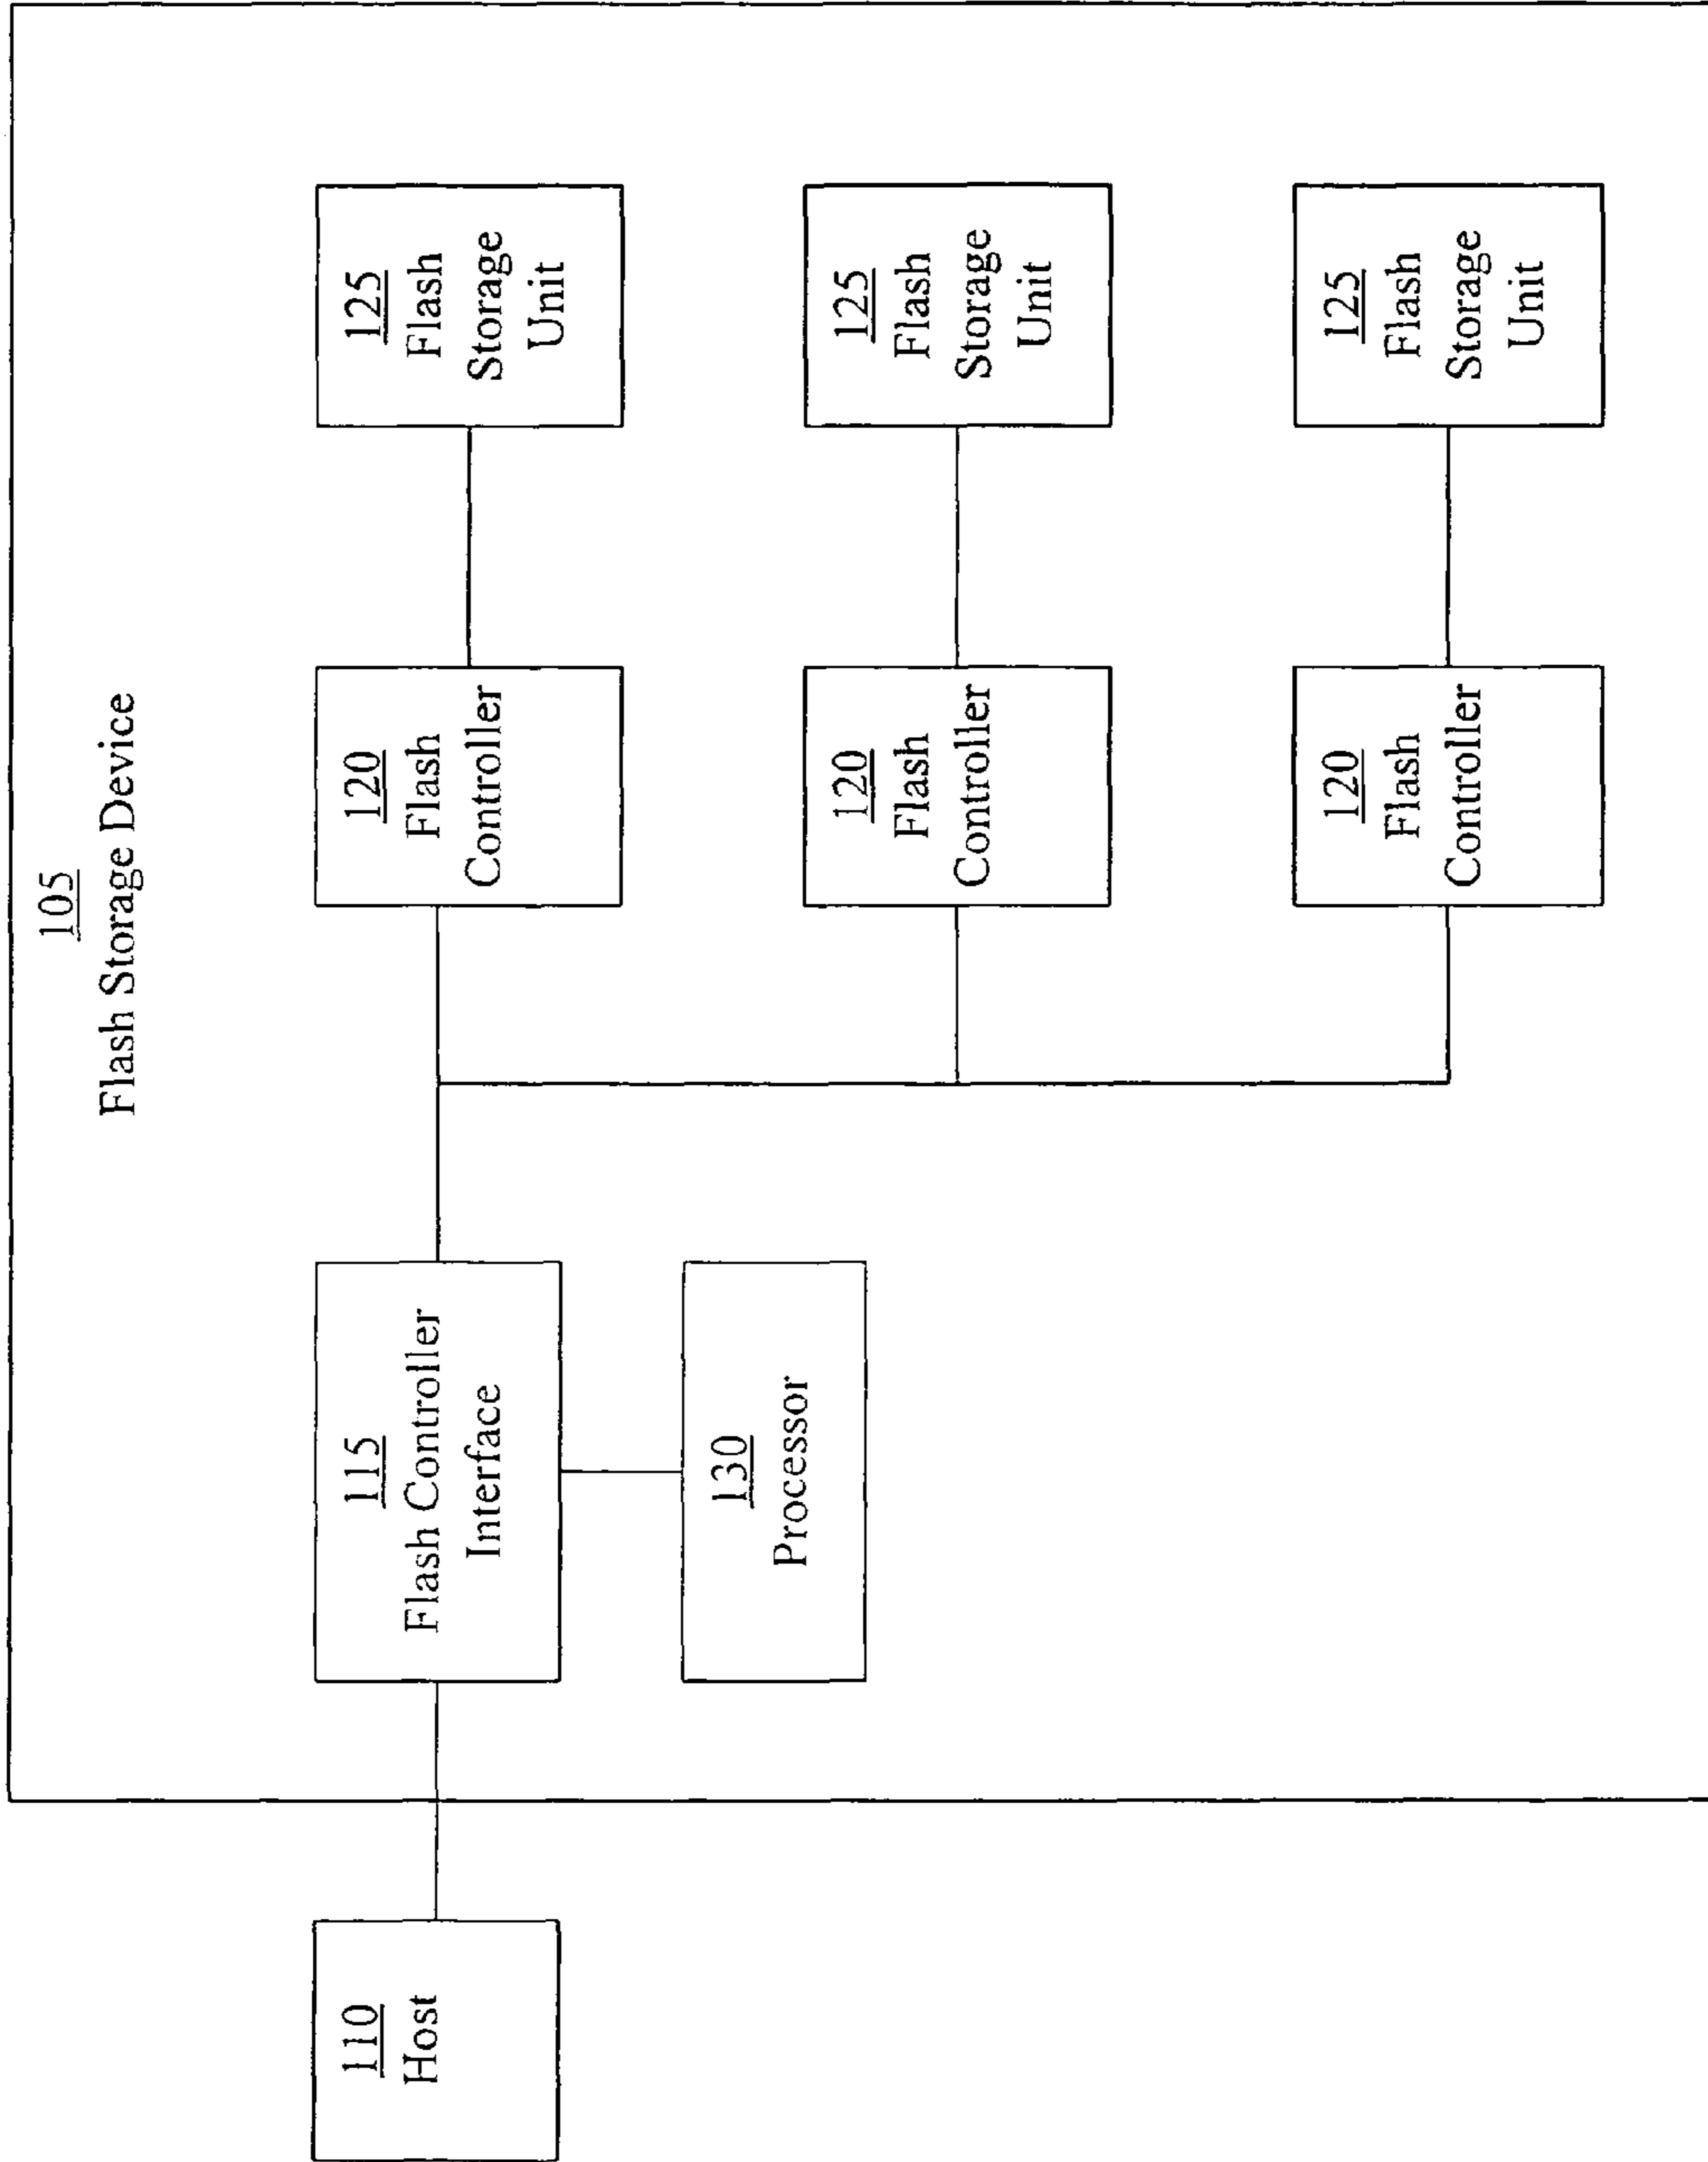 105
Flash Storage Device
110
Host
115
Flash Controller
Interface
130
Processor
120
Flash
Controller
125
Flash
Storage
Unit
120
Flash
Controller
125
Flash
Storage
Unit
120
Flash
Controller
125
Flash
Storage
Unit